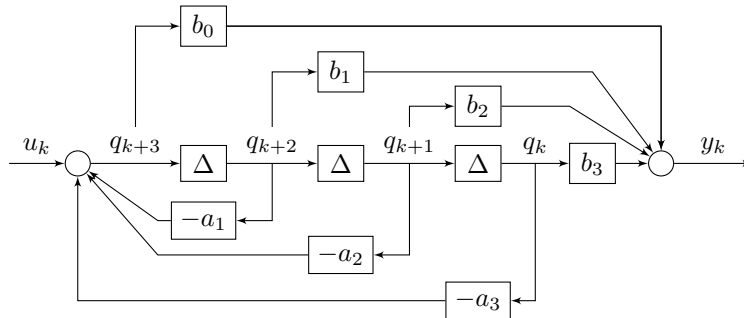 b₀
b₁
b₂
uₖ qₖ₊₃ Δ qₖ₊₂ Δ qₖ₊₁ Δ qₖ b₃ yₖ
−a₁
−a₂
−a₃